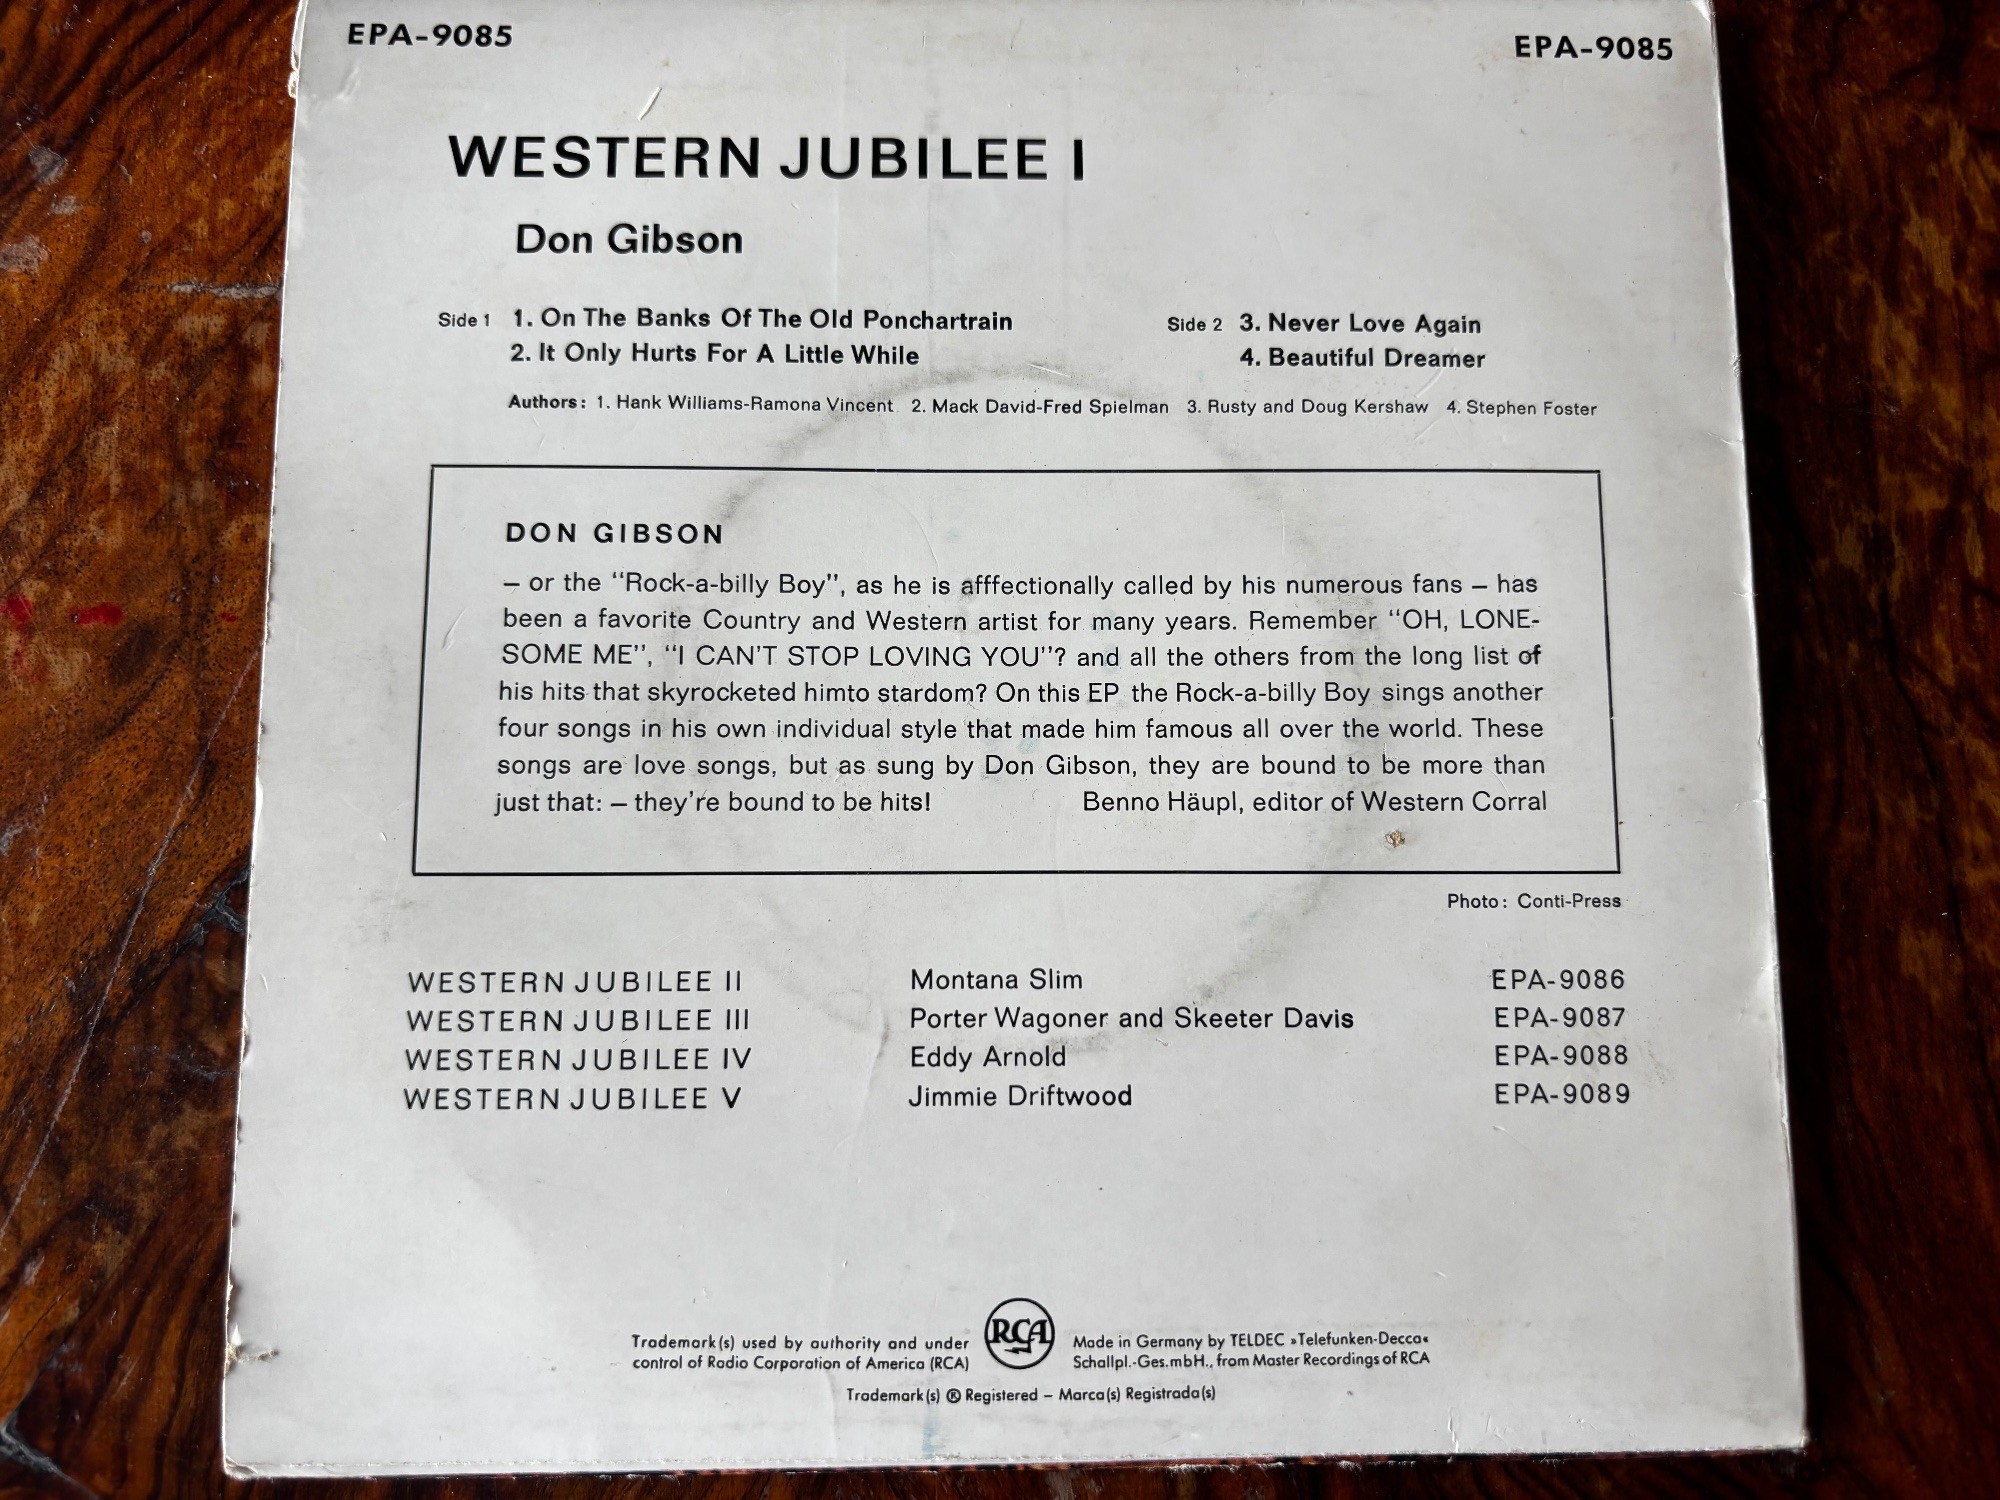 EPA-9085 EPA-9085
WESTERN JUBILEE I
Don Gibson
Side 1 1. On The Banks Of The Old Ponchartrain Side 2 3. Never Love Again
2. It Only Hurts For A Little While 4. Beautiful Dreamer
Authors: 1. Hank Williams-Ramona Vincent 2. Mack David-Fred Spielman 3. Rusty and Doug Kershaw 4. Stephen Foster
DON GIBSON
– or the “Rock-a-billy Boy”, as he is afffectionally called by his numerous fans – has
been a favorite Country and Western artist for many years. Remember “OH, LONE-
SOME ME”, “I CAN'T STOP LOVING YOU”? and all the others from the long list of
his hits that skyrocketed himto stardom? On this EP the Rock-a-billy Boy sings another
four songs in his own individual style that made him famous all over the world. These
songs are love songs, but as sung by Don Gibson, they are bound to be more than
just that: – they're bound to be hits! Benno Häupl, editor of Western Corral
Photo: Conti-Press
WESTERN JUBILEE II Montana Slim EPA-9086
WESTERN JUBILEE III Porter Wagoner and Skeeter Davis EPA-9087
WESTERN JUBILEE IV Eddy Arnold EPA-9088
WESTERN JUBILEE V Jimmie Driftwood EPA-9089
Trademark(s) used by authority and under
control of Radio Corporation of America (RCA)
RCA
Made in Germany by TELDEC »Telefunken-Decca«
Schallpl.-Ges.mbH., from Master Recordings of RCA
Trademark(s) ® Registered – Marca(s) Registrada(s)